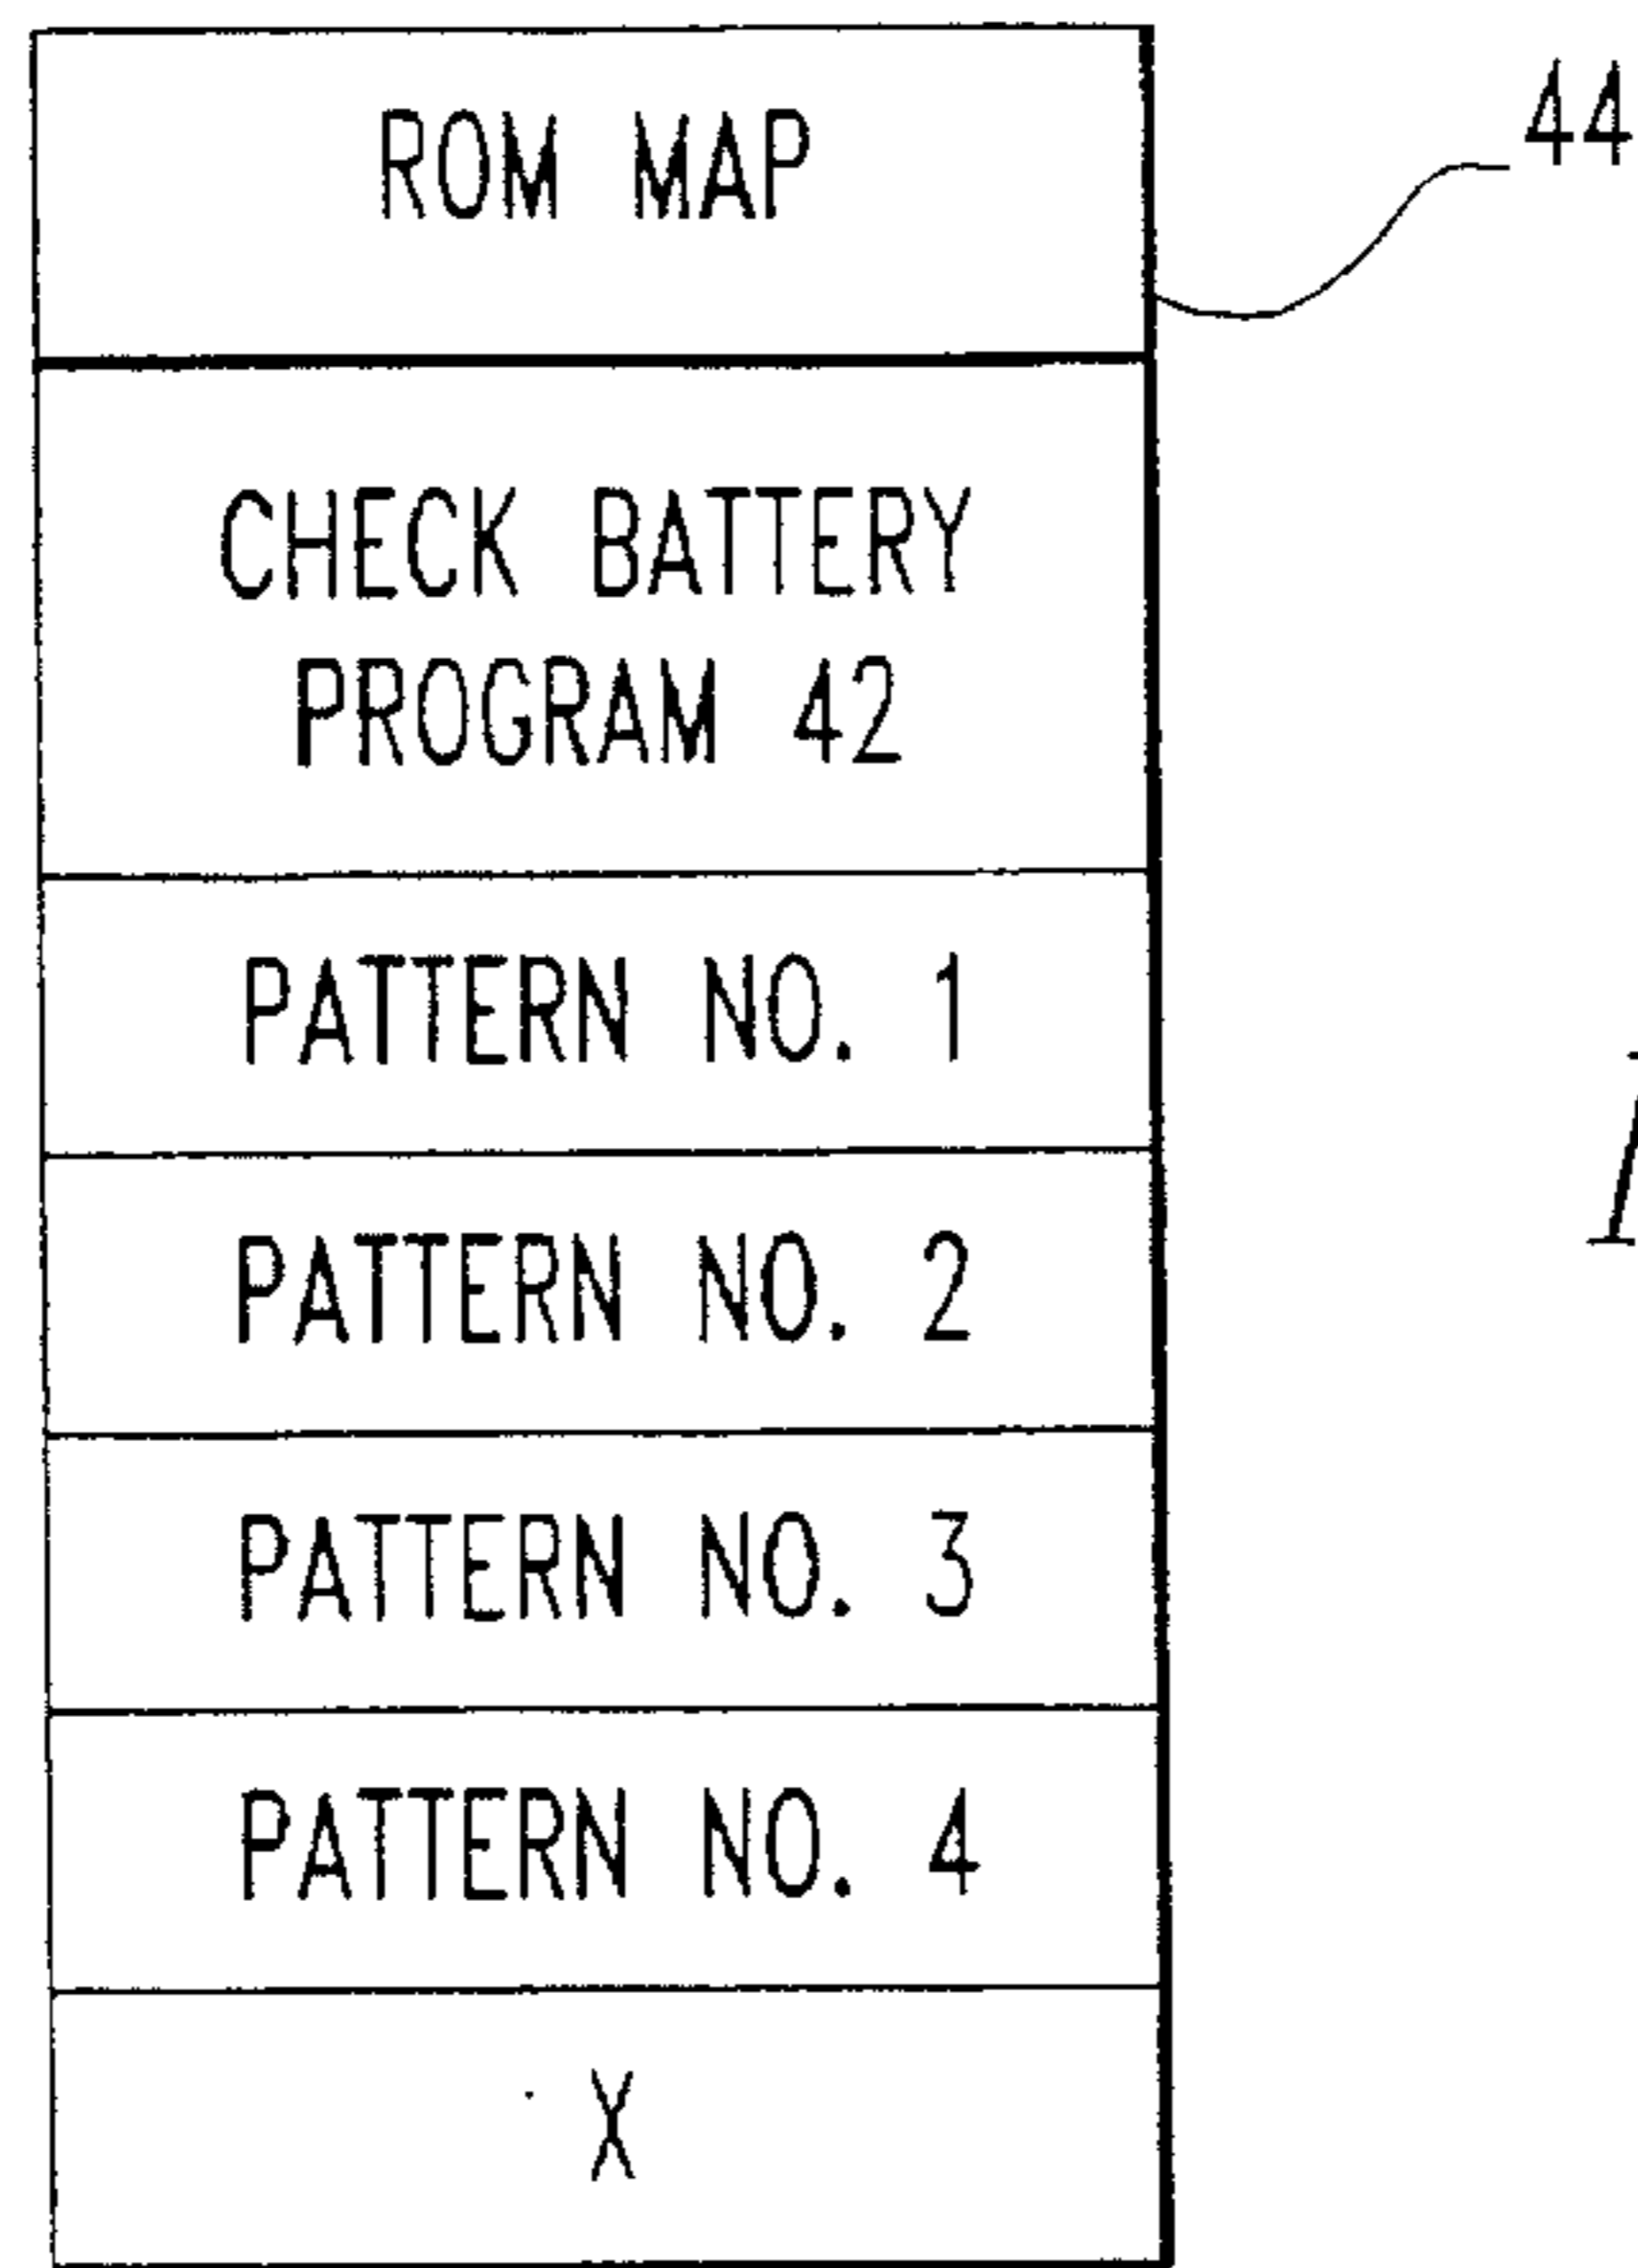 ROM MAP
44
CHECK BATTERY
PROGRAM 42
PATTERN NO. 1
PATTERN NO. 2
PATTERN NO. 3
PATTERN NO. 4
X